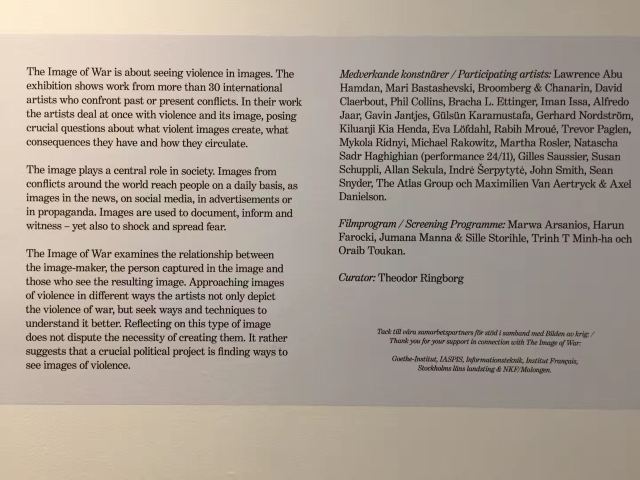 The Image of War is about seeing violence in images. The
exhibition shows work from more than 30 international
artists who confront past or present conflicts. In their work
the artists deal at once with violence and its image, posing
crucial questions about what violent images create, what
consequences they have and how they circulate.
The image plays a central role in society. Images from
conflicts around the world reach people on a daily basis, as
images in the news, on social media, in advertisements or
in propaganda. Images are used to document, inform and
witness – yet also to shock and spread fear.
The Image of War examines the relationship between
the image-maker, the person captured in the image and
those who see the resulting image. Approaching images
of violence in different ways the artists not only depict
the violence of war, but seek ways and techniques to
understand it better. Reflecting on this type of image
does not dispute the necessity of creating them. It rather
suggests that a crucial political project is finding ways to
see images of violence.
Medverkande konstnärer / Participating artists: Lawrence Abu
Hamdan, Mari Bastashevski, Broomberg & Chanarin, David
Claerbout, Phil Collins, Bracha L. Ettinger, Iman Issa, Alfredo
Jaar, Gavin Jantjes, Gülsün Karamustafa, Gerhard Nordström,
Kiluanji Kia Henda, Eva Löfdahl, Rabih Mroué, Trevor Paglen,
Mykola Ridnyi, Michael Rakowitz, Martha Rosler, Natascha
Sadr Haghighian (performance 24/11), Gilles Saussier, Susan
Schuppli, Allan Sekula, Indrė Šerpytytė, John Smith, Sean
Snyder, The Atlas Group och Maximilien Van Aertryck & Axel
Danielson.
Filmprogram / Screening Programme: Marwa Arsanios, Harun
Farocki, Jumana Manna & Sille Storihle, Trinh T Minh-ha och
Oraib Toukan.
Curator: Theodor Ringborg
Tack till våra samarbetspartners för stöd i samband med Bilden av krig: /
Thank you for your support in connection with The Image of War:
Goethe-Institut, IASPIS, Informationsteknik, Institut Français,
Stockholms läns landsting & NKF/Malongen.